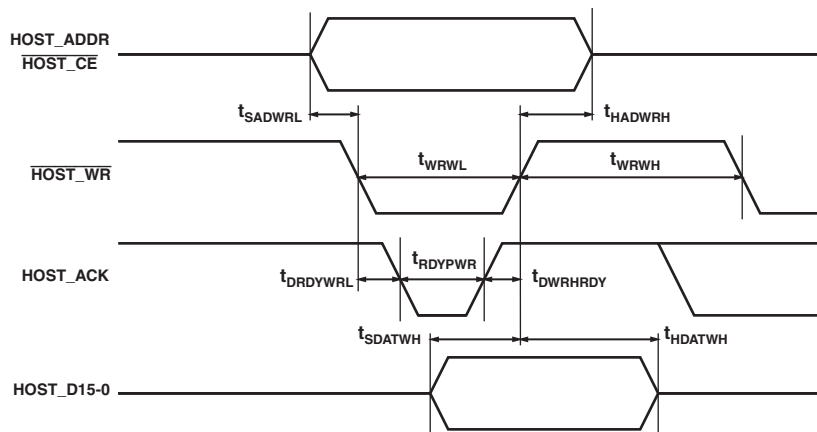 HOST_ADDR
HOST_CE
tSADWRL
tHADWRH
HOST_WR
tWRWL
tWRWH
HOST_ACK
tDRDYWRL
tRDYPWR
tDWRHRDY
tSDATWH
tHDATWH
HOST_D15-0